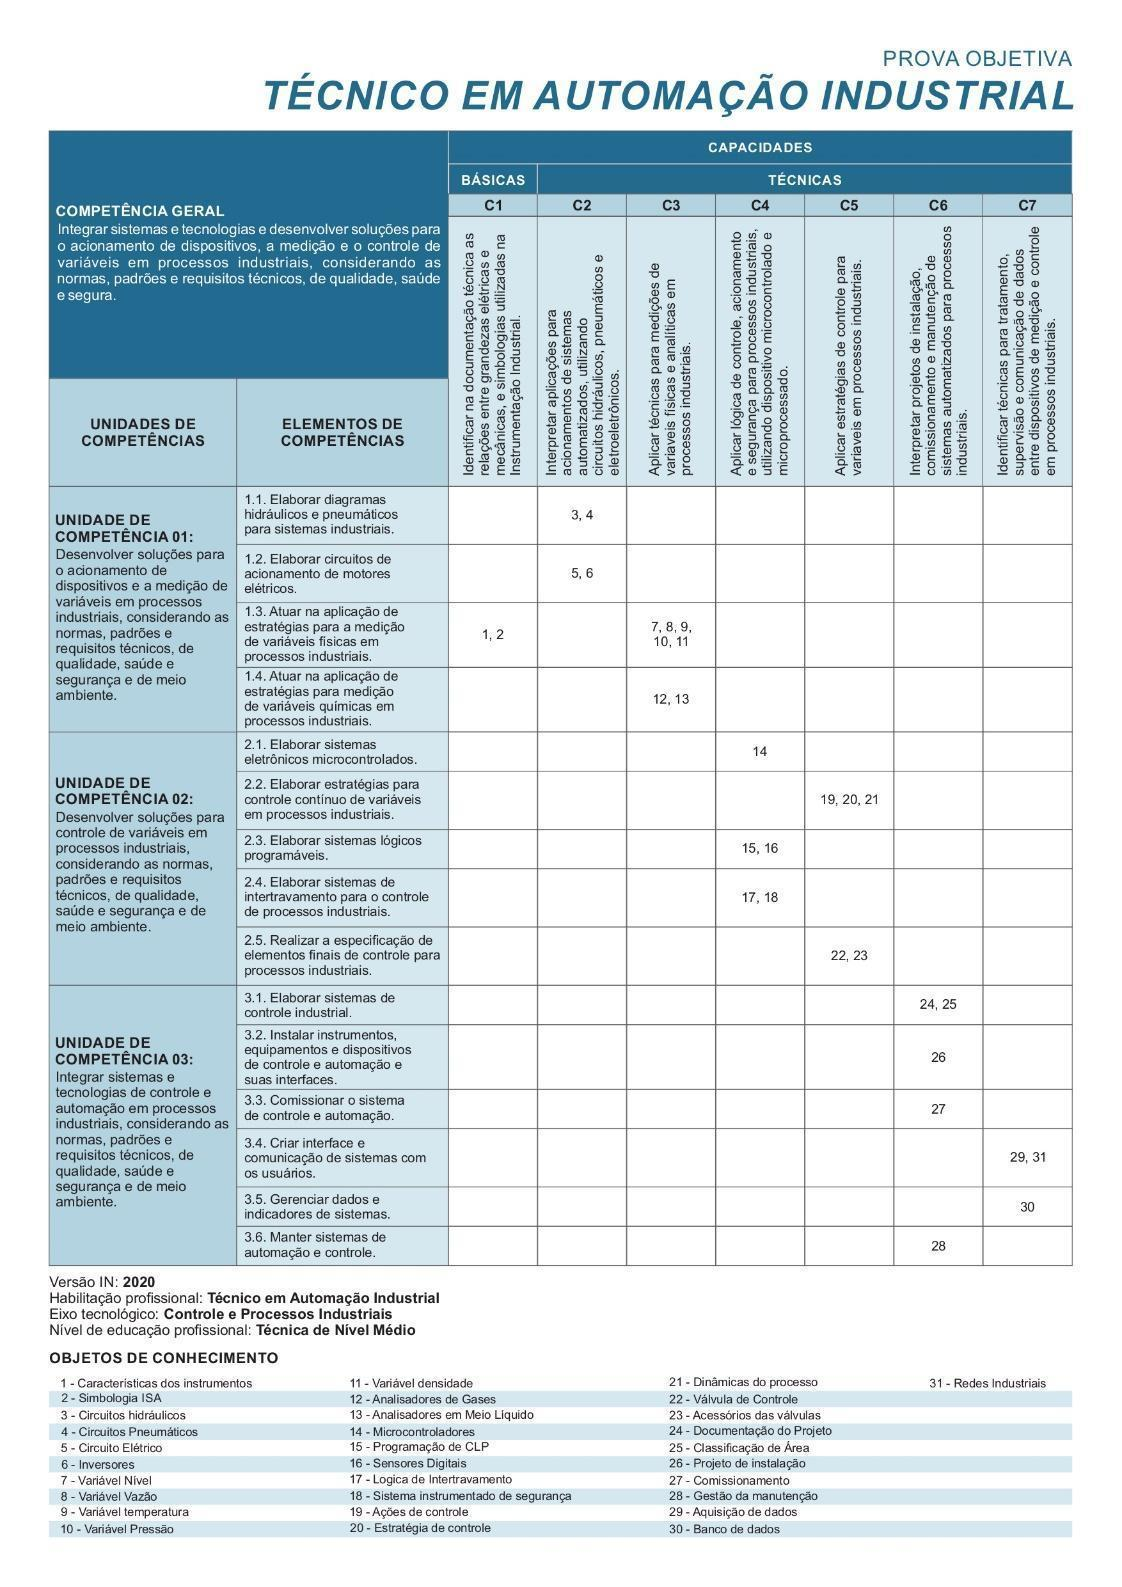 PROVA OBJETIVA
TÉCNICO EM AUTOMAÇÃO INDUSTRIAL
COMPETÊNCIA GERAL
Integrar sistemas e tecnologias e desenvolver soluções para
o acionamento de dispositivos, a medição e o controle de
variáveis em processos industriais, considerando as
normas, padrões e requisitos técnicos, de qualidade, saúde
e segura.
CAPACIDADES
BÁSICAS
TÉCNICAS
C1
C2
C3
C4
C5
C6
C7
Identificar na documentação técnica as
relações entre grandezas elétricas e
mecânicas, e simbologias utilizadas na
Instrumentação Industrial.
Interpretar aplicações para
acionamentos de sistemas
automatizados, utilizando
circuitos hidráulicos, pneumáticos e
eletroeletrônicos.
Aplicar técnicas para medições de
variáveis físicas e analíticas em
processos industriais.
Aplicar lógica de controle, acionamento
e segurança para processos industriais,
utilizando dispositivo microcontrolado e
microprocessado.
Aplicar estratégias de controle para
variáveis em processos industriais.
Interpretar projetos de instalação,
comissionamento e manutenção de
sistemas automatizados para processos
industriais.
Identificar técnicas para tratamento,
supervisão e comunicação de dados
entre dispositivos de medição e controle
em processos industriais.
UNIDADES DE
COMPETÊNCIAS
ELEMENTOS DE
COMPETÊNCIAS
UNIDADE DE
COMPETÊNCIA 01:
Desenvolver soluções para
o acionamento de
dispositivos e a medição de
variáveis em processos
industriais, considerando as
normas, padrões e
requisitos técnicos, de
qualidade, saúde e
segurança e de meio
ambiente.
1.1. Elaborar diagramas
hidráulicos e pneumáticos
para sistemas industriais.
3, 4
1.2. Elaborar circuitos de
acionamento de motores
elétricos.
5, 6
1.3. Atuar na aplicação de
estratégias para a medição
de variáveis físicas em
processos industriais.
1, 2
7, 8, 9,
10, 11
1.4. Atuar na aplicação de
estratégias para medição
de variáveis químicas em
processos industriais.
12, 13
UNIDADE DE
COMPETÊNCIA 02:
Desenvolver soluções para
controle de variáveis em
processos industriais,
considerando as normas,
padrões e requisitos
técnicos, de qualidade,
saúde e segurança e de
meio ambiente.
2.1. Elaborar sistemas
eletrônicos microcontrolados.
14
2.2. Elaborar estratégias para
controle contínuo de variáveis
em processos industriais.
19, 20, 21
2.3. Elaborar sistemas lógicos
programáveis.
15, 16
2.4. Elaborar sistemas de
intertravamento para o controle
de processos industriais.
17, 18
2.5. Realizar a especificação de
elementos finais de controle para
processos industriais.
22, 23
UNIDADE DE
COMPETÊNCIA 03:
Integrar sistemas e
tecnologias de controle e
automação em processos
industriais, considerando as
normas, padrões e
requisitos técnicos, de
qualidade, saúde e
segurança e de meio
ambiente.
3.1. Elaborar sistemas de
controle industrial.
24, 25
3.2. Instalar instrumentos,
equipamentos e dispositivos
de controle e automação e
suas interfaces.
26
3.3. Comissionar o sistema
de controle e automação.
27
3.4. Criar interface e
comunicação de sistemas com
os usuários.
29, 31
3.5. Gerenciar dados e
indicadores de sistemas.
30
3.6. Manter sistemas de
automação e controle.
28
Versão IN: 2020
Habilitação profissional: Técnico em Automação Industrial
Eixo tecnológico: Controle e Processos Industriais
Nível de educação profissional: Técnica de Nível Médio
OBJETOS DE CONHECIMENTO
1 - Características dos instrumentos
2 - Simbologia ISA
3 - Circuitos hidráulicos
4 - Circuitos Pneumáticos
5 - Circuito Elétrico
6 - Inversores
7 - Variável Nível
8 - Variável Vazão
9 - Variável temperatura
10 - Variável Pressão
11 - Variável densidade
12 - Analisadores de Gases
13 - Analisadores em Meio Líquido
14 - Microcontroladores
15 - Programação de CLP
16 - Sensores Digitais
17 - Logica de Intertravamento
18 - Sistema instrumentado de segurança
19 - Ações de controle
20 - Estratégia de controle
21 - Dinâmicas do processo
22 - Válvula de Controle
23 - Acessórios das válvulas
24 - Documentação do Projeto
25 - Classificação de Área
26 - Projeto de instalação
27 - Comissionamento
28 - Gestão da manutenção
29 - Aquisição de dados
30 - Banco de dados
31 - Redes Industriais